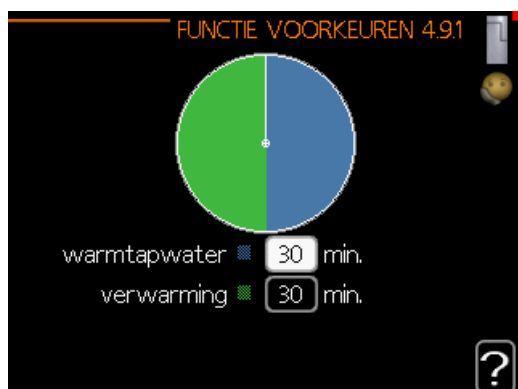 FUNCTIE VOORKEUREN 4.9.1
warmtapwater 30 min.
verwarming 30 min.
?